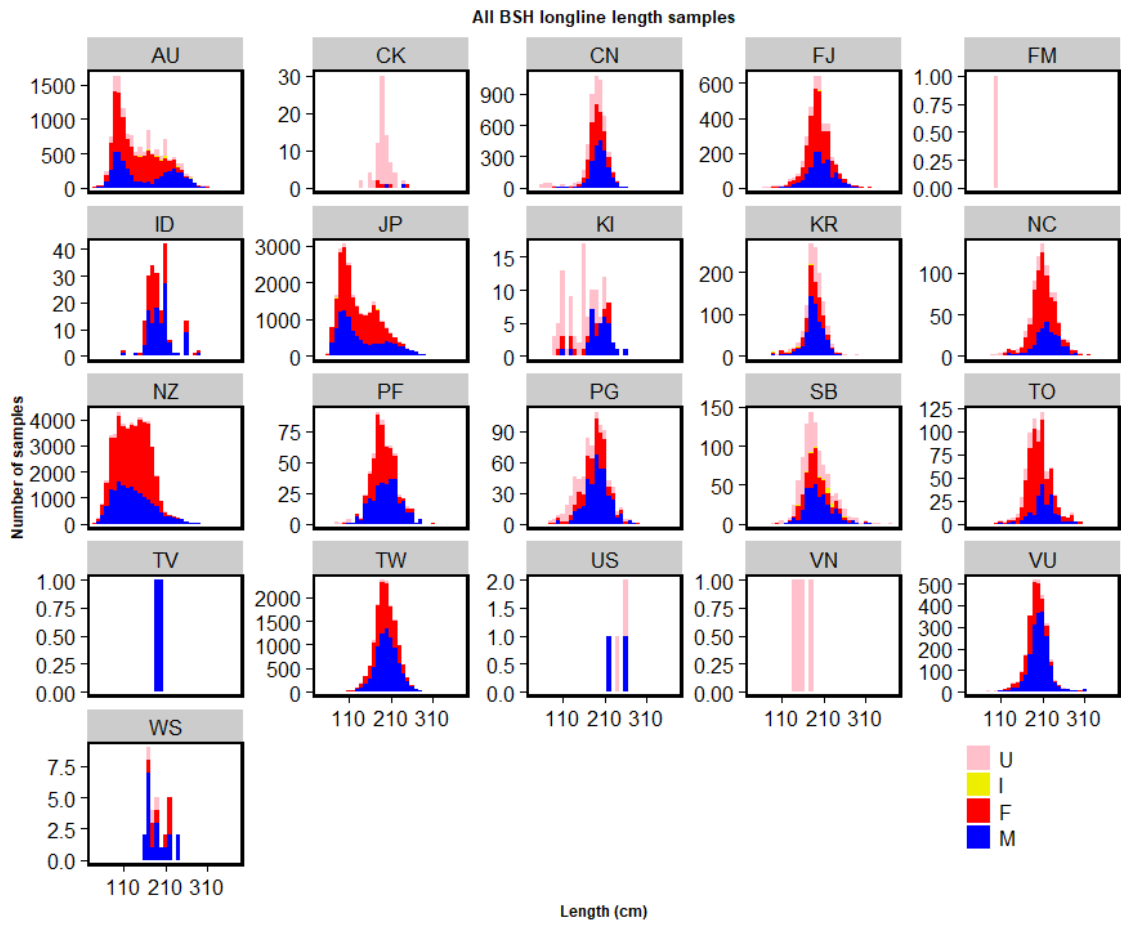 All BSH longline length samples
AU CK CN FJ FM
1500 1000 500 0
30 20 10 0
900 600 300 0
600 400 200 0
1.00 0.75 0.50 0.25 0.00
ID JP KI KR NC
40 30 20 10 0
3000 2000 1000 0
15 10 5 0
200 100 0
100 50 0
NZ PF PG SB TO
4000 3000 2000 1000 0
75 50 25 0
90 60 30 0
150 100 50 0
125 100 75 50 25 0
TV TW US VN VU
1.00 0.75 0.50 0.25 0.00
2000 1500 1000 500 0
2.0 1.5 1.0 0.5 0.0
1.00 0.75 0.50 0.25 0.00
500 400 300 200 100 0
110 210 310 110 210 310 110 210 310 110 210 310
WS
7.5 5.0 2.5 0.0
110 210 310
Number of samples
Length (cm)
U
I
F
M